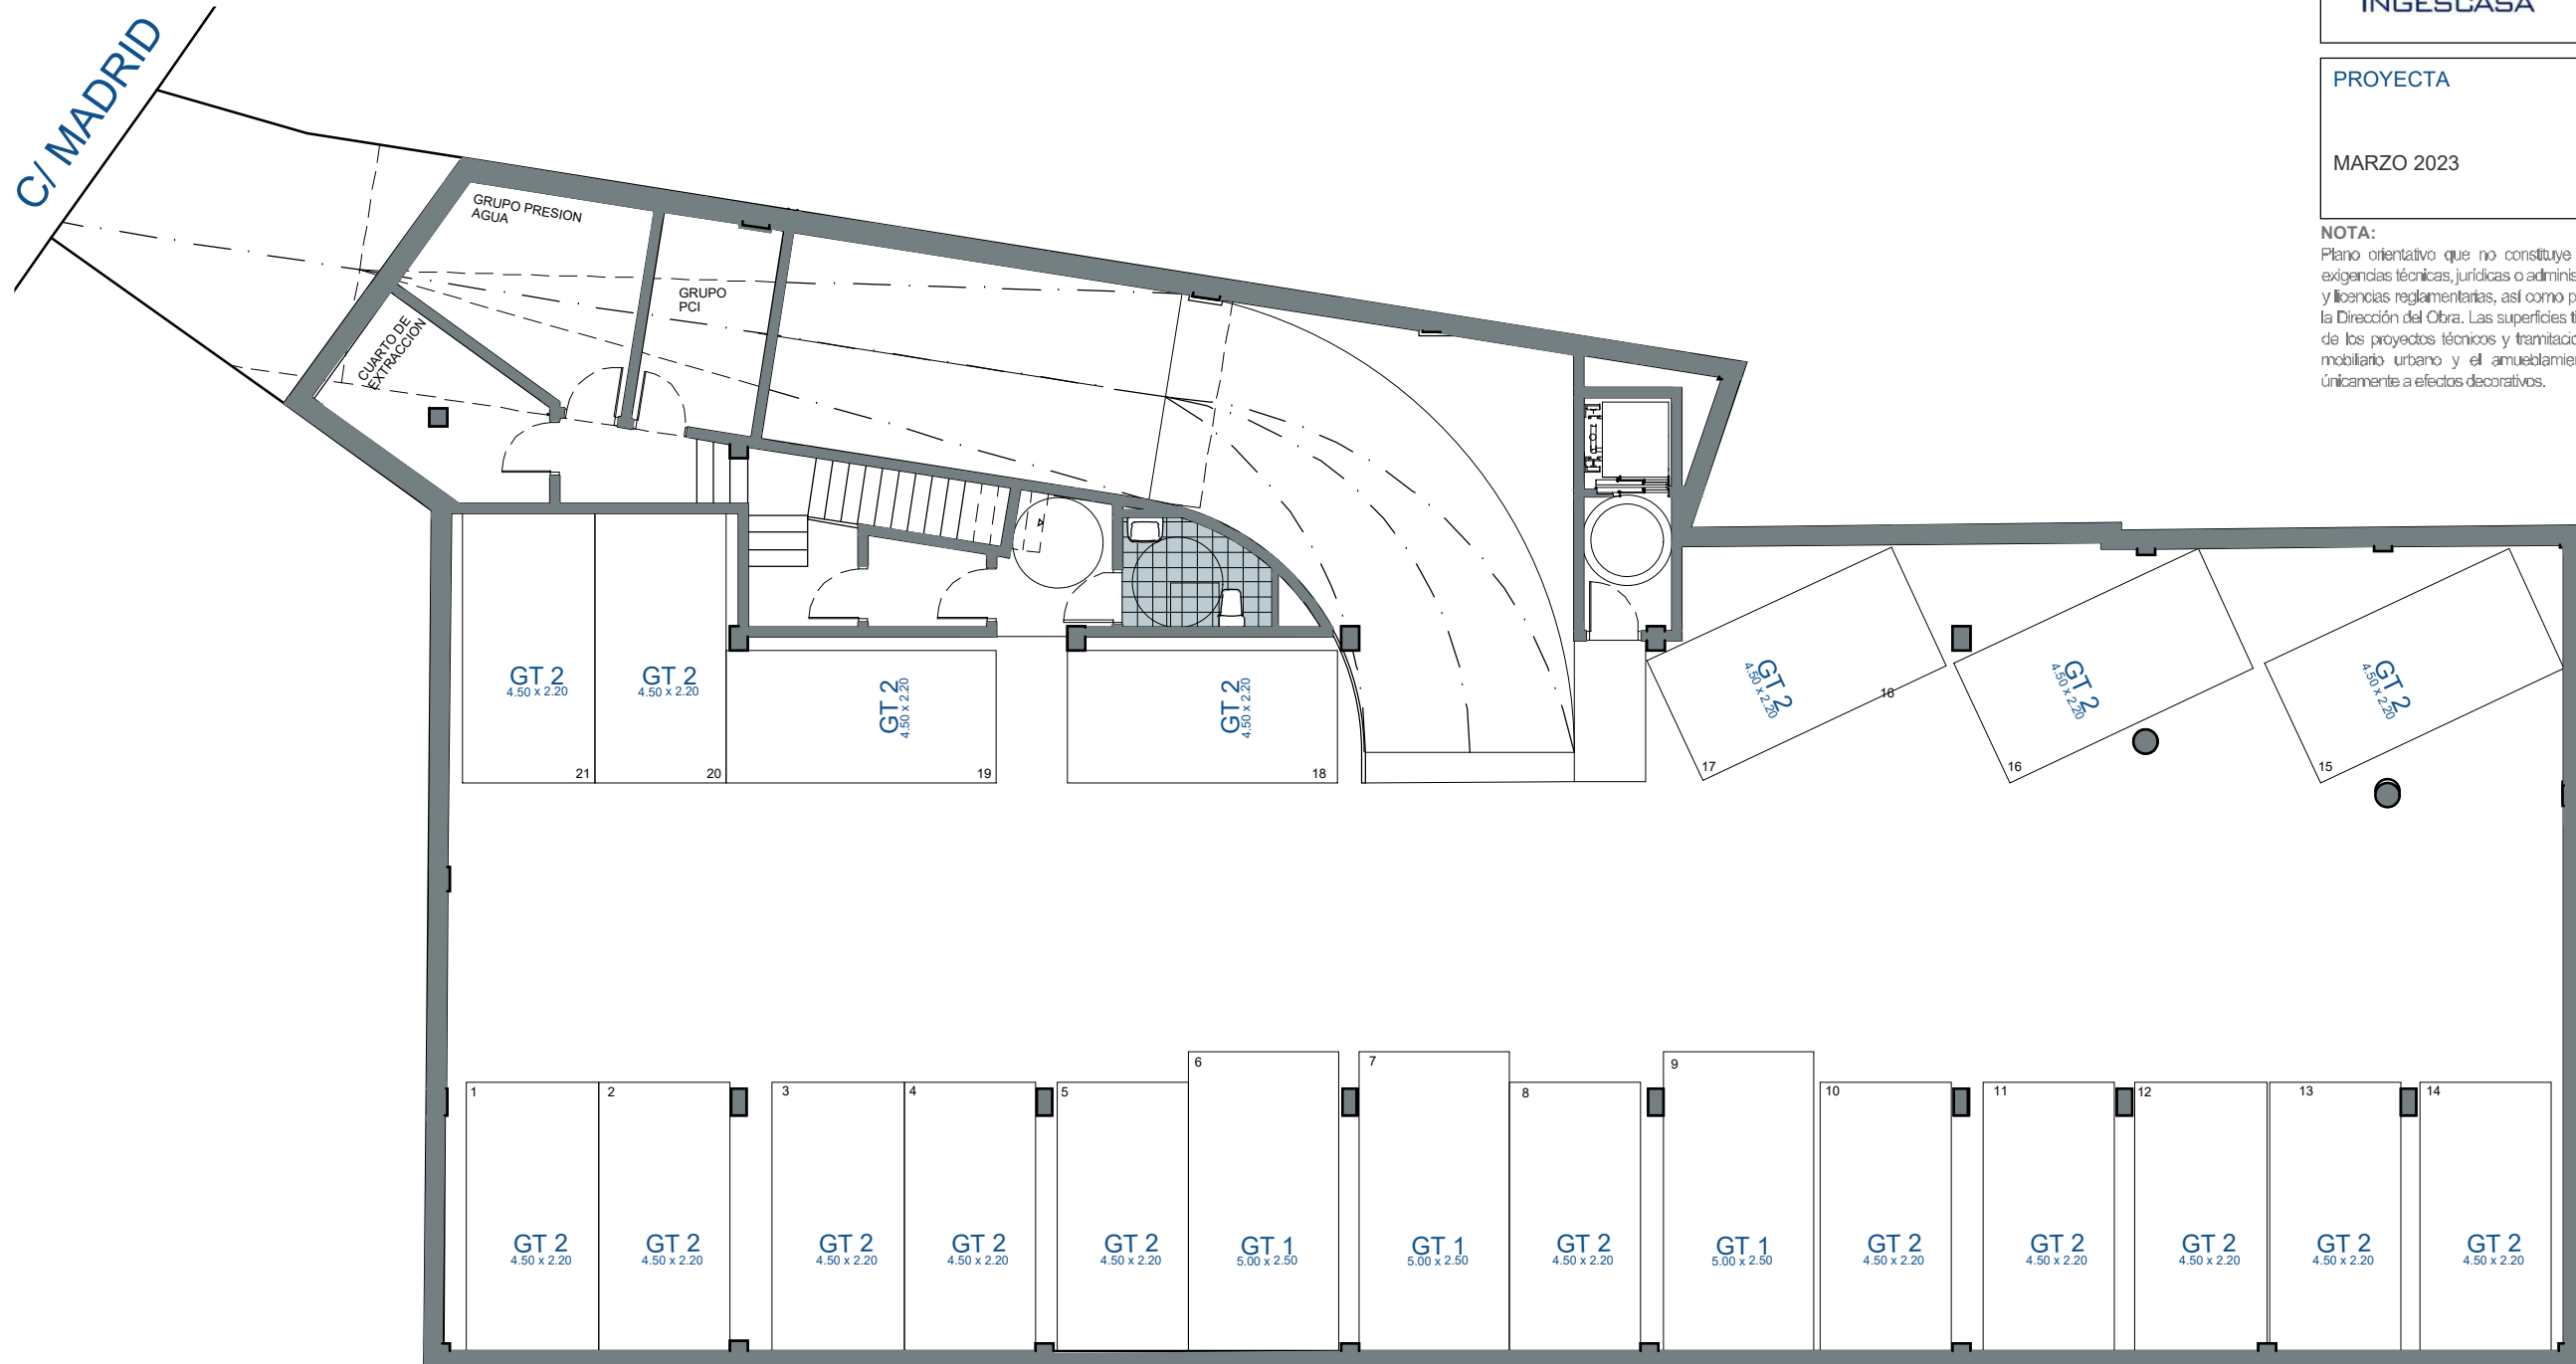 C/ MADRID
INGESCASA
PROYECTA
MARZO 2023
NOTA:
Plano orientativo que no constituye
exigencias técnicas, jurídicas o adminis
y licencias reglamentarias, así como p
la Dirección del Obra. Las superficies ti
de los proyectos técnicos y tramitacio
mobiliario urbano y el amueblamie
únicamente a efectos decorativos.
GRUPO PRESION
AGUA
GRUPO
PCI
CUARTO DE
EXTRACCION
GT 2
4.50 x 2.20
21
GT 2
4.50 x 2.20
20
GT 2
4.50 x 2.20
19
GT 2
4.50 x 2.20
18
GT 2
4.50 x 2.20
18
17
GT 2
4.50 x 2.20
16
GT 2
4.50 x 2.20
15
1
GT 2
4.50 x 2.20
2
GT 2
4.50 x 2.20
3
GT 2
4.50 x 2.20
4
GT 2
4.50 x 2.20
5
GT 2
4.50 x 2.20
6
GT 1
5.00 x 2.50
7
GT 1
5.00 x 2.50
8
GT 2
4.50 x 2.20
9
GT 1
5.00 x 2.50
10
GT 2
4.50 x 2.20
11
GT 2
4.50 x 2.20
12
GT 2
4.50 x 2.20
13
GT 2
4.50 x 2.20
14
GT 2
4.50 x 2.20